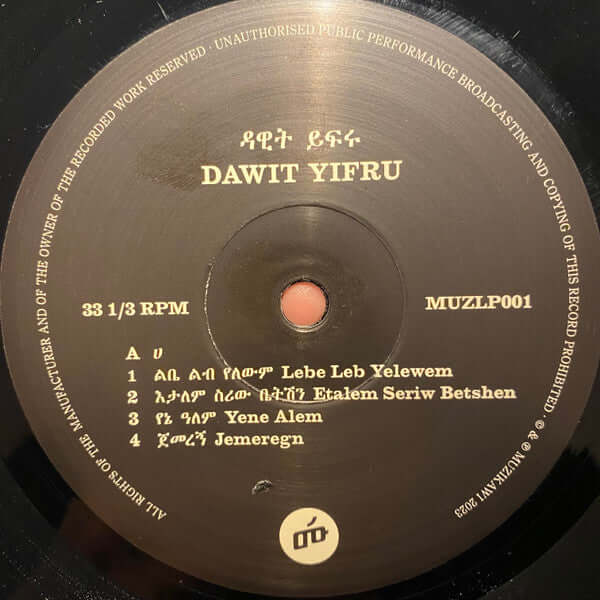 ALL RIGHTS OF THE MANUFACTURER AND OF THE OWNER OF THE RECORDED WORK RESERVED · UNAUTHORISED PUBLIC PERFORMANCE BROADCASTING AND COPYING OF THIS RECORD PROHIBITED · ℗ & © MUZIKAWI 2023
ዳዊት ይፍሩ
DAWIT YIFRU
33 1/3 RPM
MUZLP001
A ሀ
1 ልቤ ልብ የለውም Lebe Leb Yelewem
2 እታለም ስሪው ቤትሽን Etalem Seriw Betshen
3 የኔ ዓለም Yene Alem
4 ጀመረኝ Jemeregn